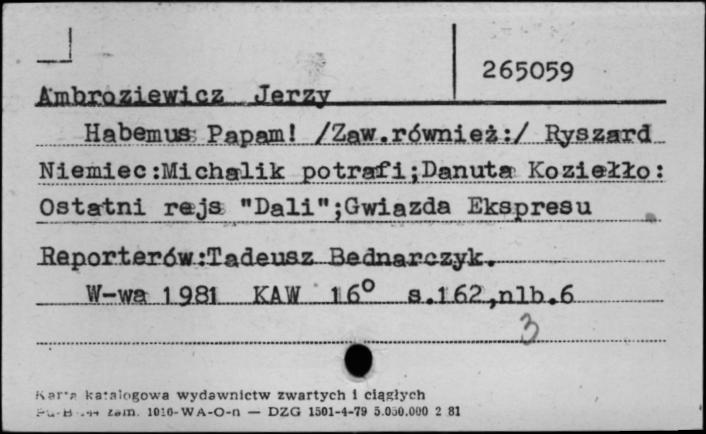 265059
Ambroziewicz Jerzy
Habemus Papam! /Zaw.również:/ Ryszard
Niemiec:Michalik potrafi;Danuta Koziełło:
Ostatni rejs "Dali";Gwiazda Ekspresu
Reporterów:Tadeusz Bednarczyk.
W-wa 1981 KAW 16° s.162,nlb.6
3
Karta katalogowa wydawnictw zwartych i ciągłych
zam. 1016-WA-O-n — DZG 1501-4-79 5.050.000 2 81